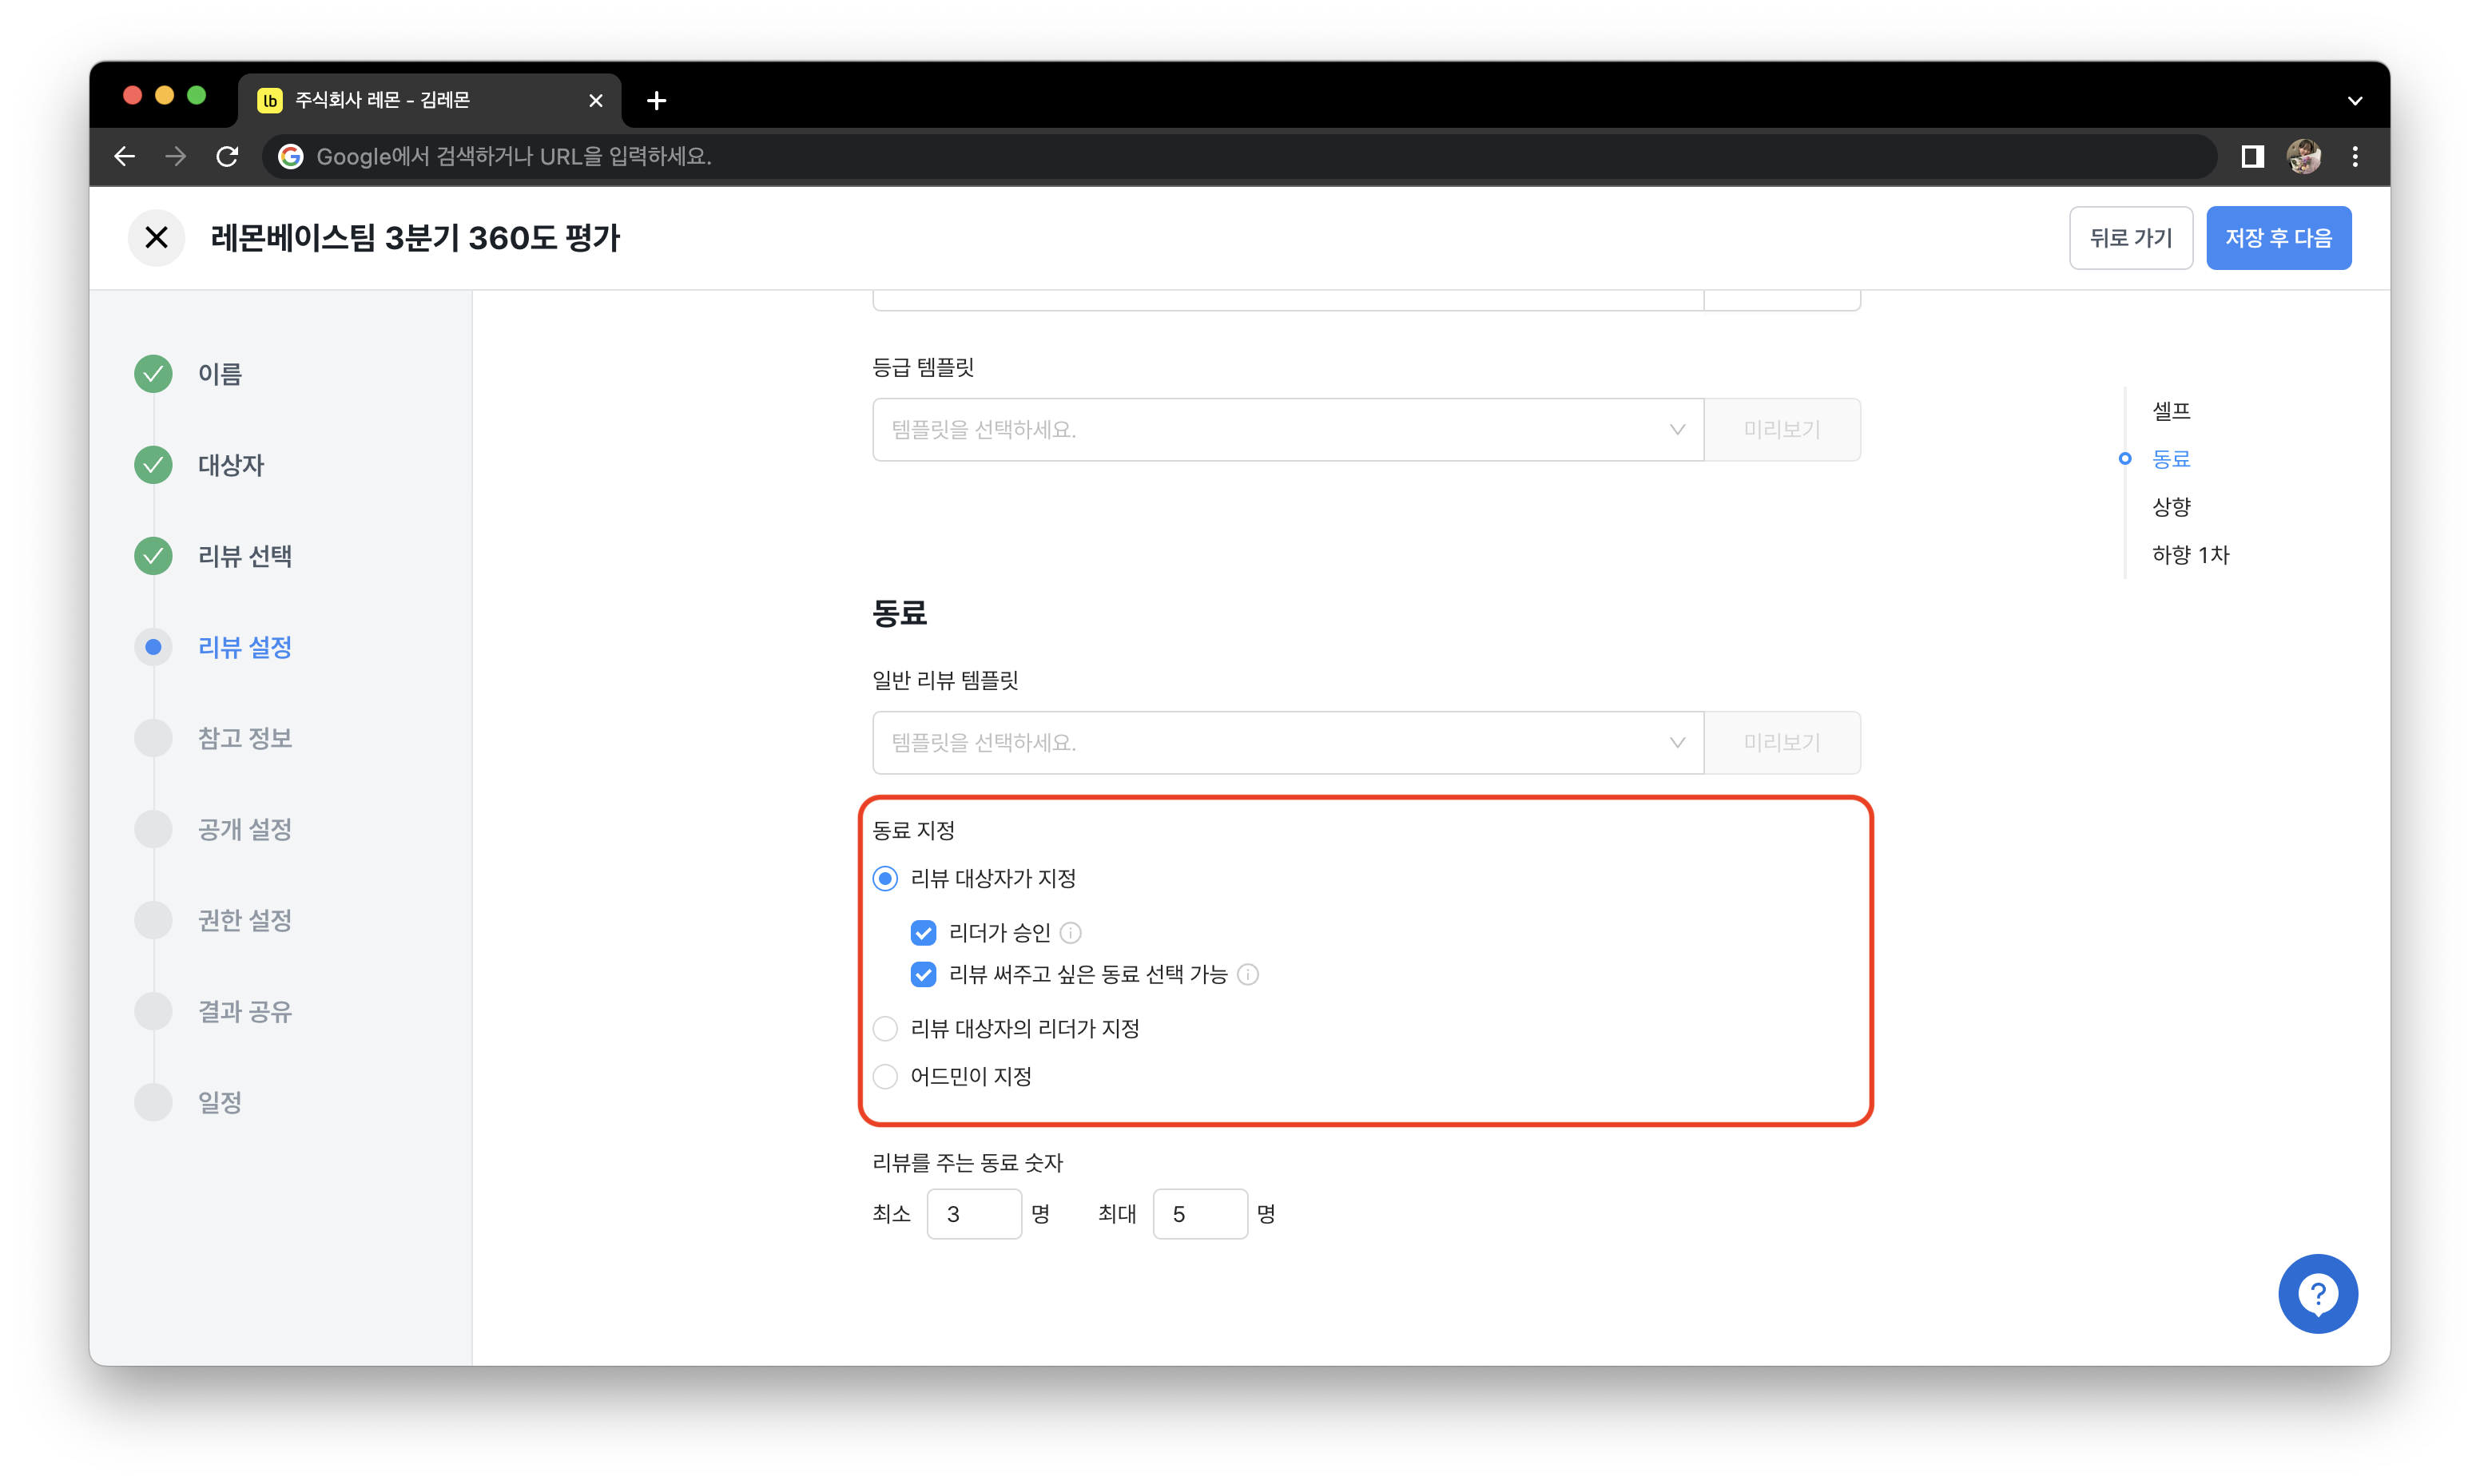 lb 주식회사 레몬 - 김레몬
Google에서 검색하거나 URL을 입력하세요.
레몬베이스팀 3분기 360도 평가
뒤로 가기
저장 후 다음
이름
대상자
리뷰 선택
리뷰 설정
참고 정보
공개 설정
권한 설정
결과 공유
일정
등급 템플릿
템플릿을 선택하세요. 미리보기
동료
일반 리뷰 템플릿
템플릿을 선택하세요. 미리보기
동료 지정
리뷰 대상자가 지정
리더가 승인
리뷰 써주고 싶은 동료 선택 가능
리뷰 대상자의 리더가 지정
어드민이 지정
리뷰를 주는 동료 숫자
최소 3 명 최대 5 명
셀프
동료
상향
하향 1차